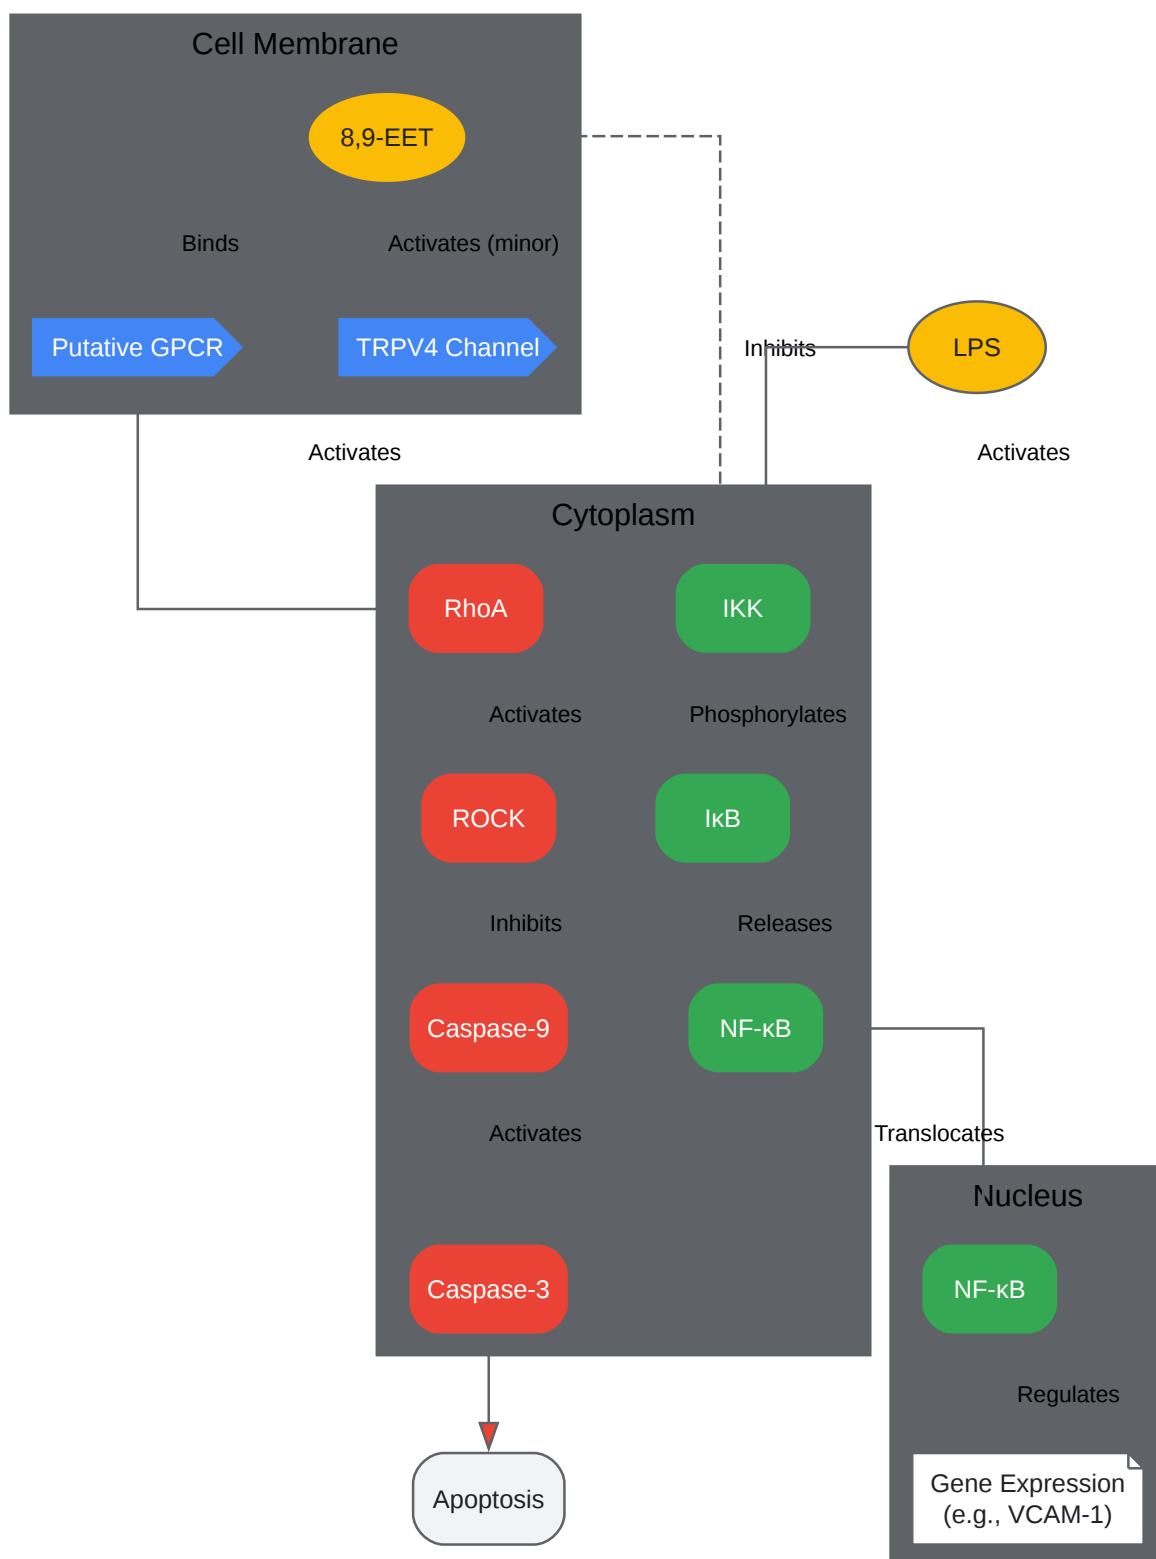 Cell Membrane
8,9-EET
Binds
Activates (minor)
Putative GPCR
TRPV4 Channel
Inhibits
LPS
Activates
Activates
Cytoplasm
RhoA
IKK
Activates
Phosphorylates
ROCK
IκB
Inhibits
Releases
Caspase-9
NF-κB
Activates
Translocates
Nucleus
Caspase-3
NF-κB
Regulates
Gene Expression
(e.g., VCAM-1)
Apoptosis